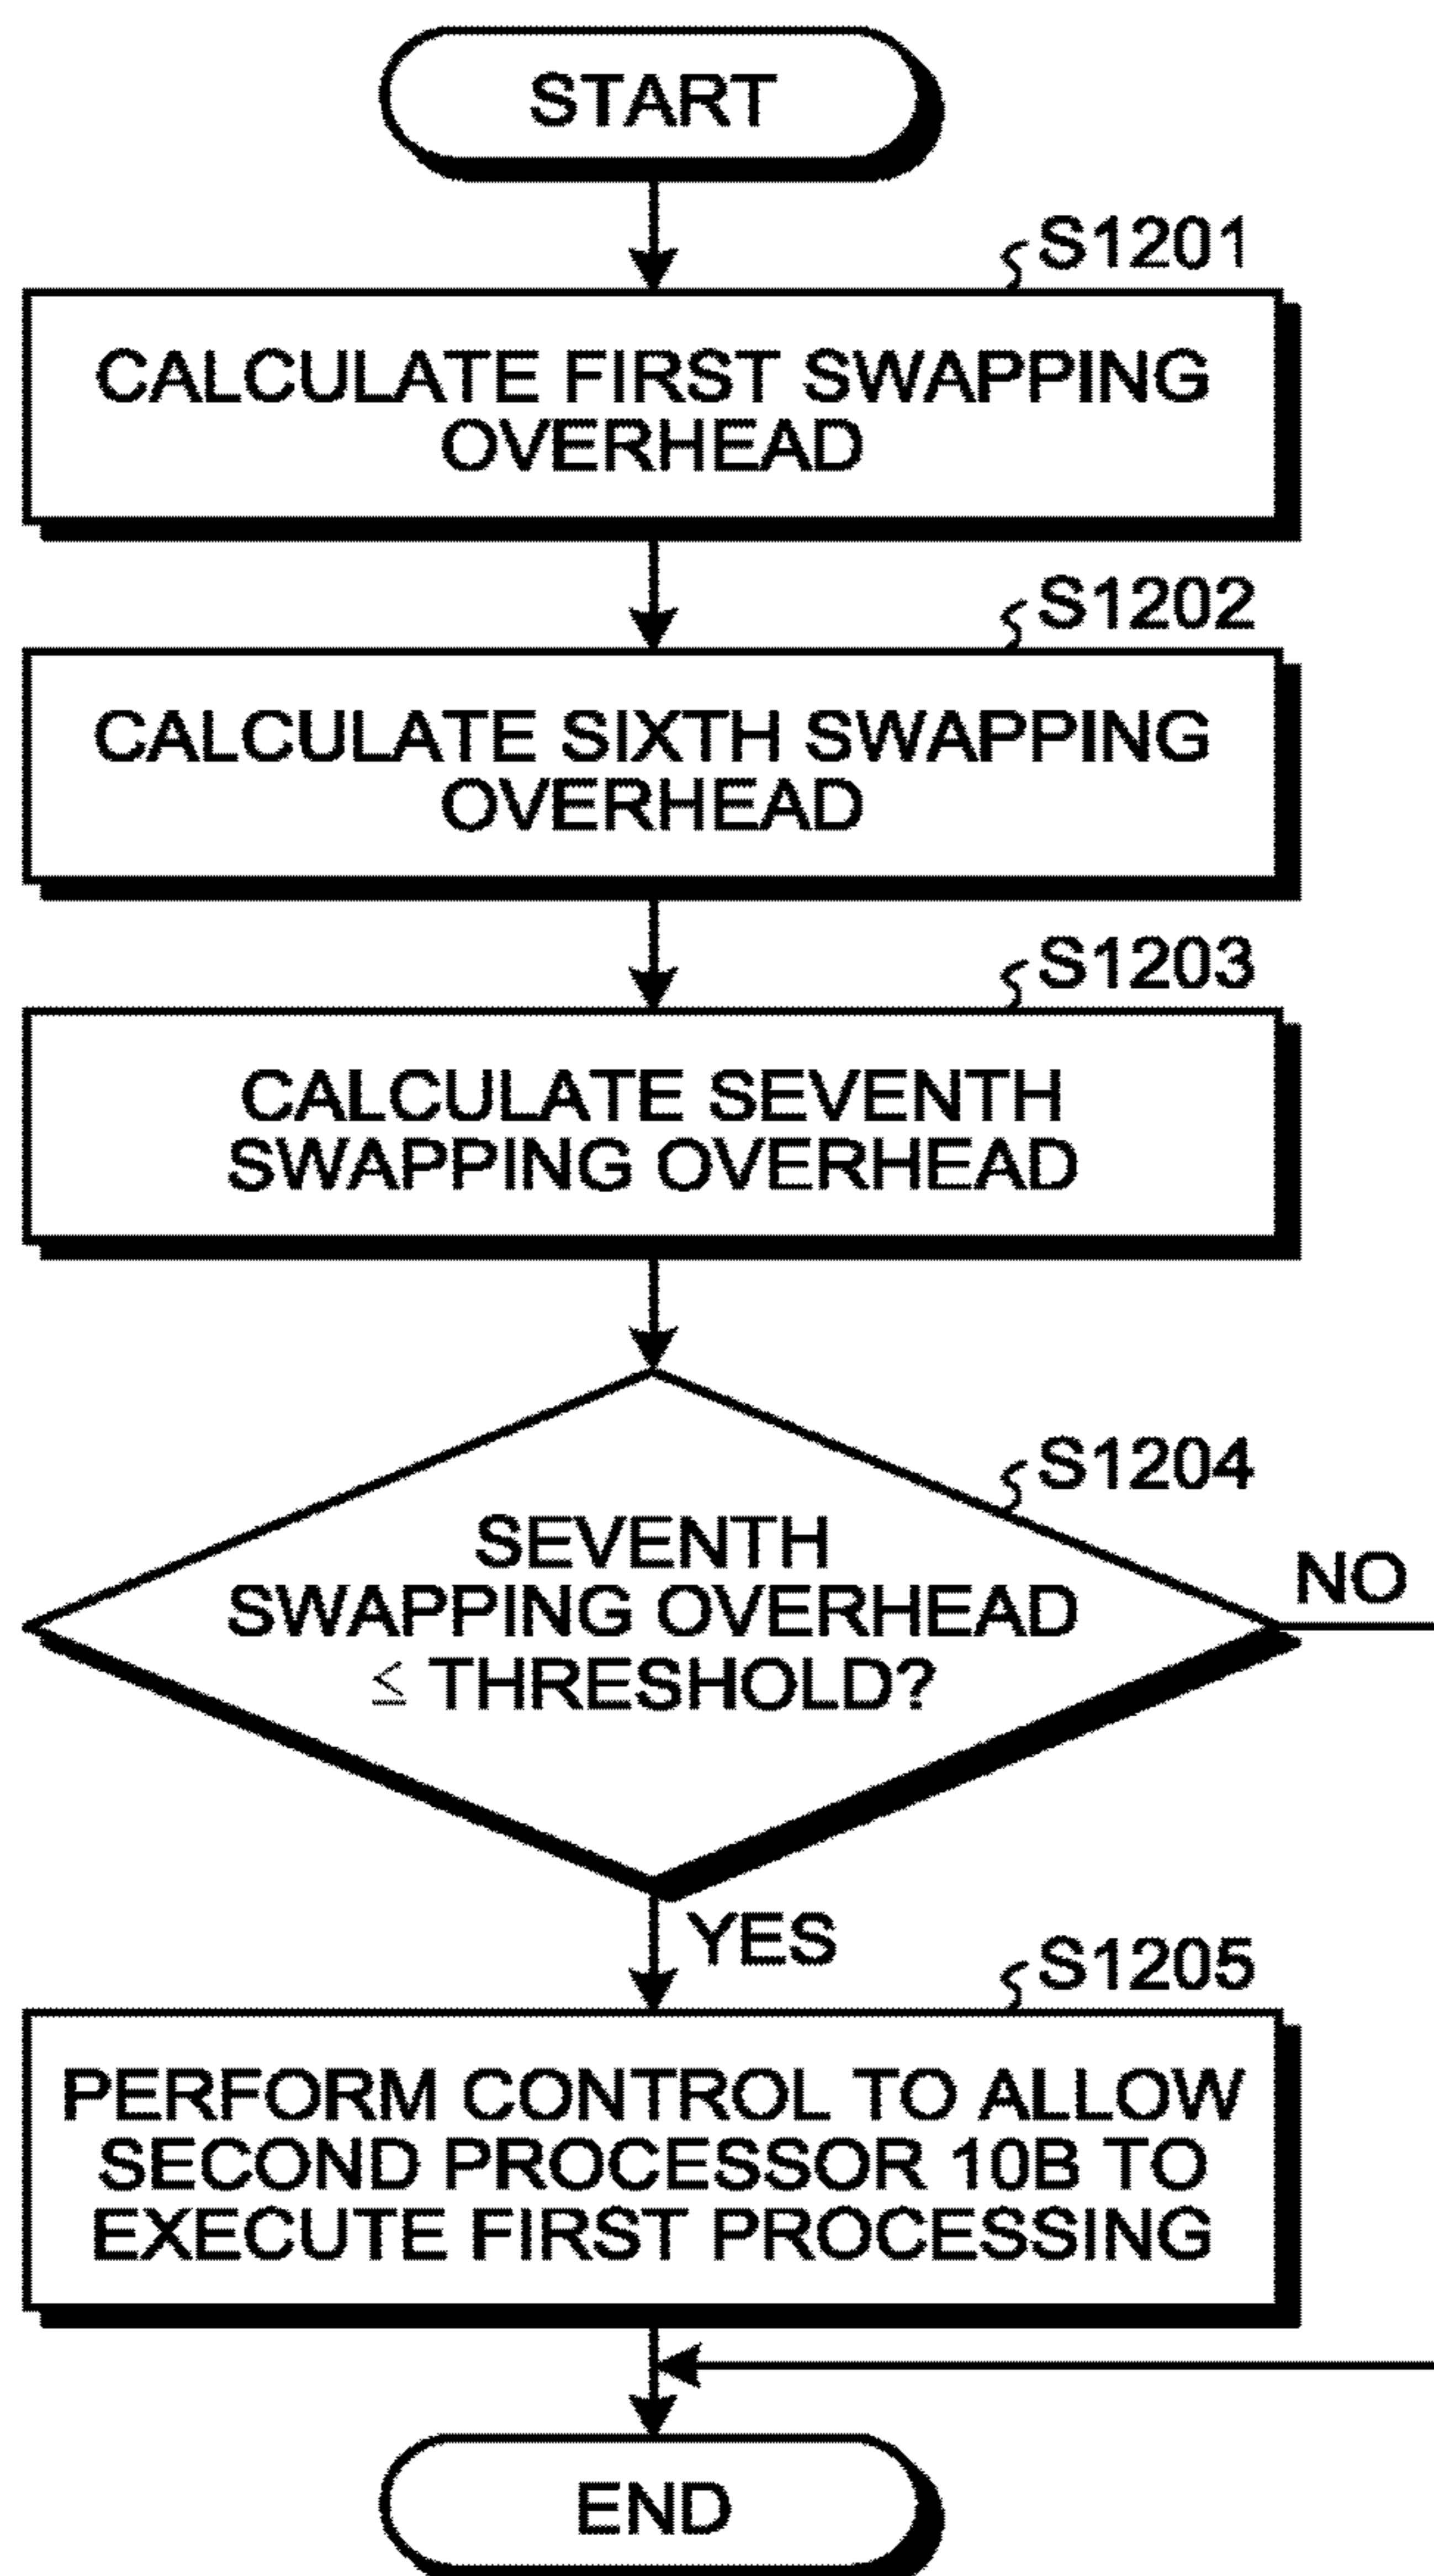 START
S1201
CALCULATE FIRST SWAPPING
OVERHEAD
S1202
CALCULATE SIXTH SWAPPING
OVERHEAD
S1203
CALCULATE SEVENTH
SWAPPING OVERHEAD
S1204
SEVENTH
SWAPPING OVERHEAD
≤ THRESHOLD?
NO
YES
S1205
PERFORM CONTROL TO ALLOW
SECOND PROCESSOR 10B TO
EXECUTE FIRST PROCESSING
END